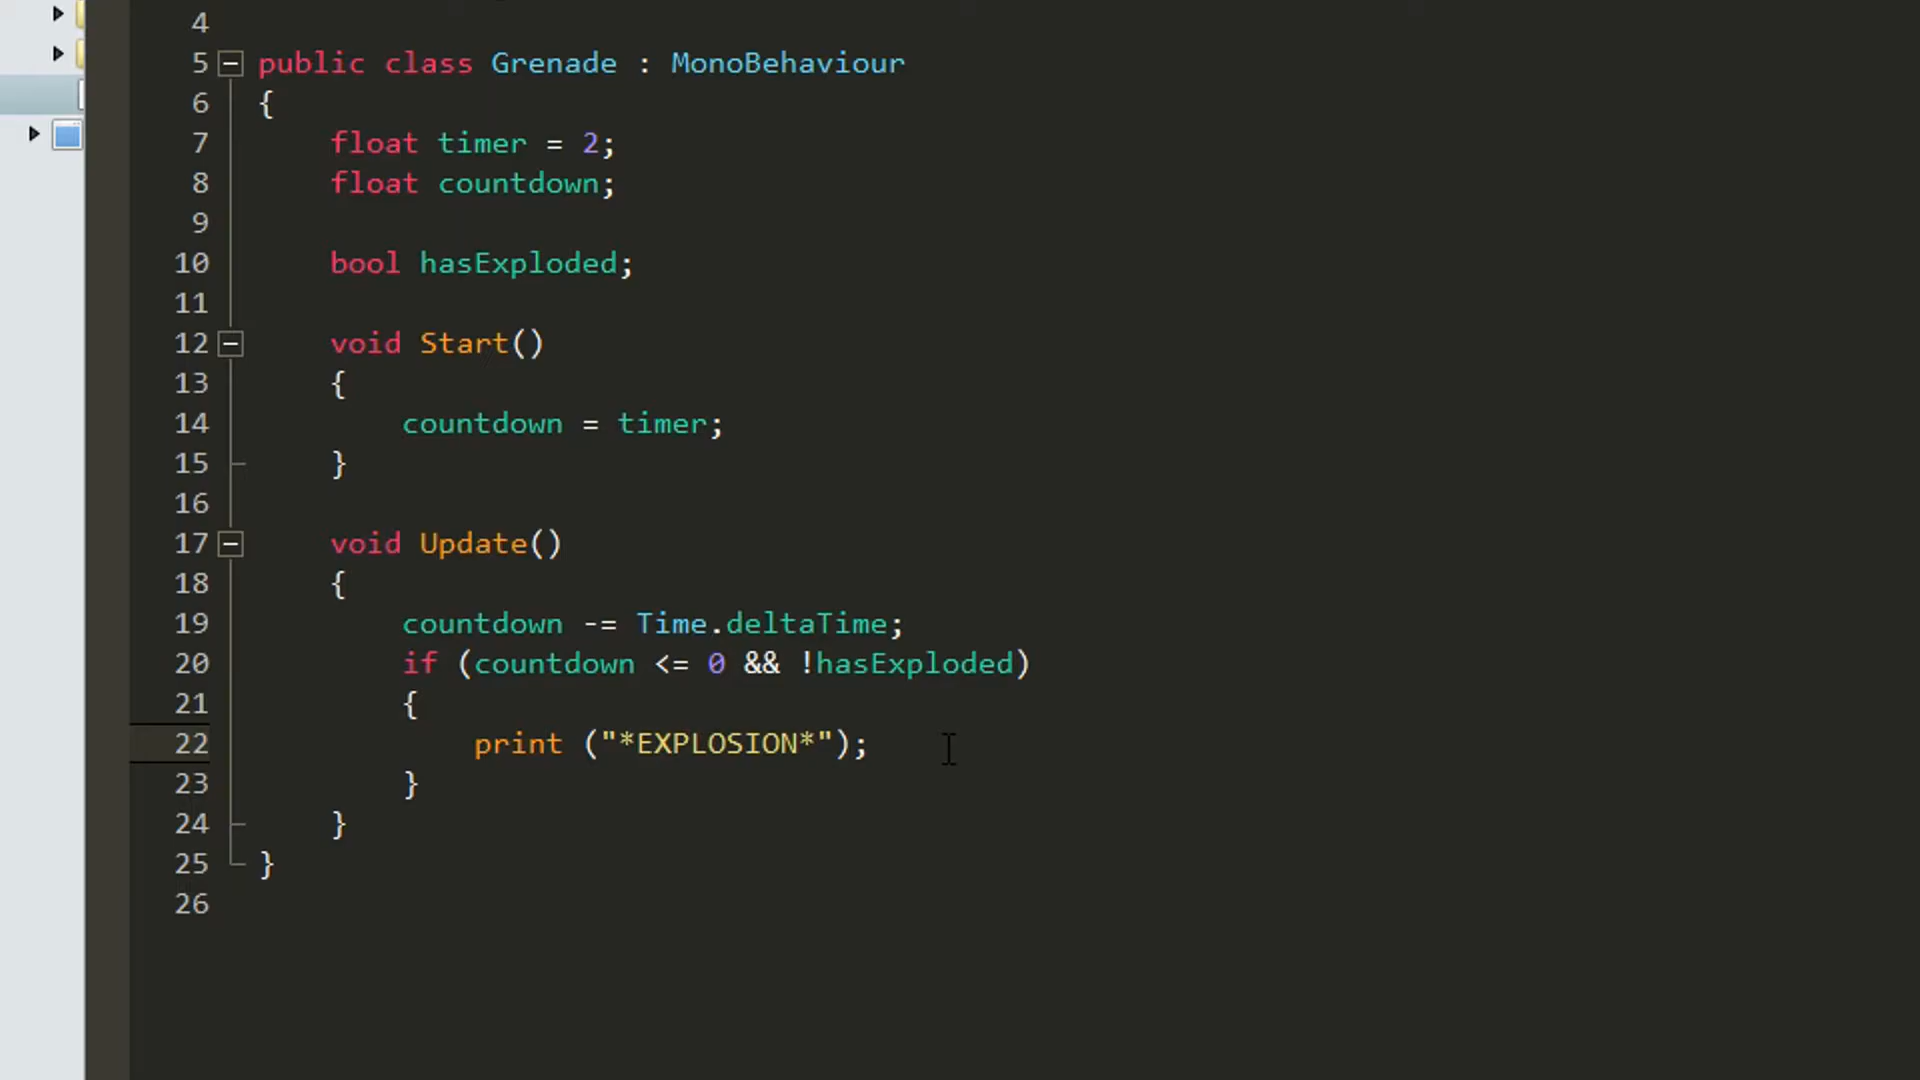 4
5 public class Grenade : MonoBehaviour
6 {
7 float timer = 2;
8 float countdown;
9
10 bool hasExploded;
11
12 void Start()
13 {
14 countdown = timer;
15 }
16
17 void Update()
18 {
19 countdown -= Time.deltaTime;
20 if (countdown <= 0 && !hasExploded)
21 {
22 print ("*EXPLOSION*");
23 }
24 }
25 }
26